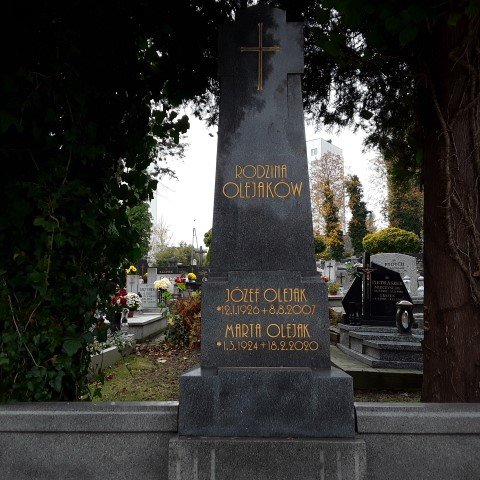 RODZINA
OLEJAKÓW
JÓZEF OLEJAK
*12.1.1926 + 8.8.2007
MARTA OLEJAK
*1.3.1924 + 18.2.2020